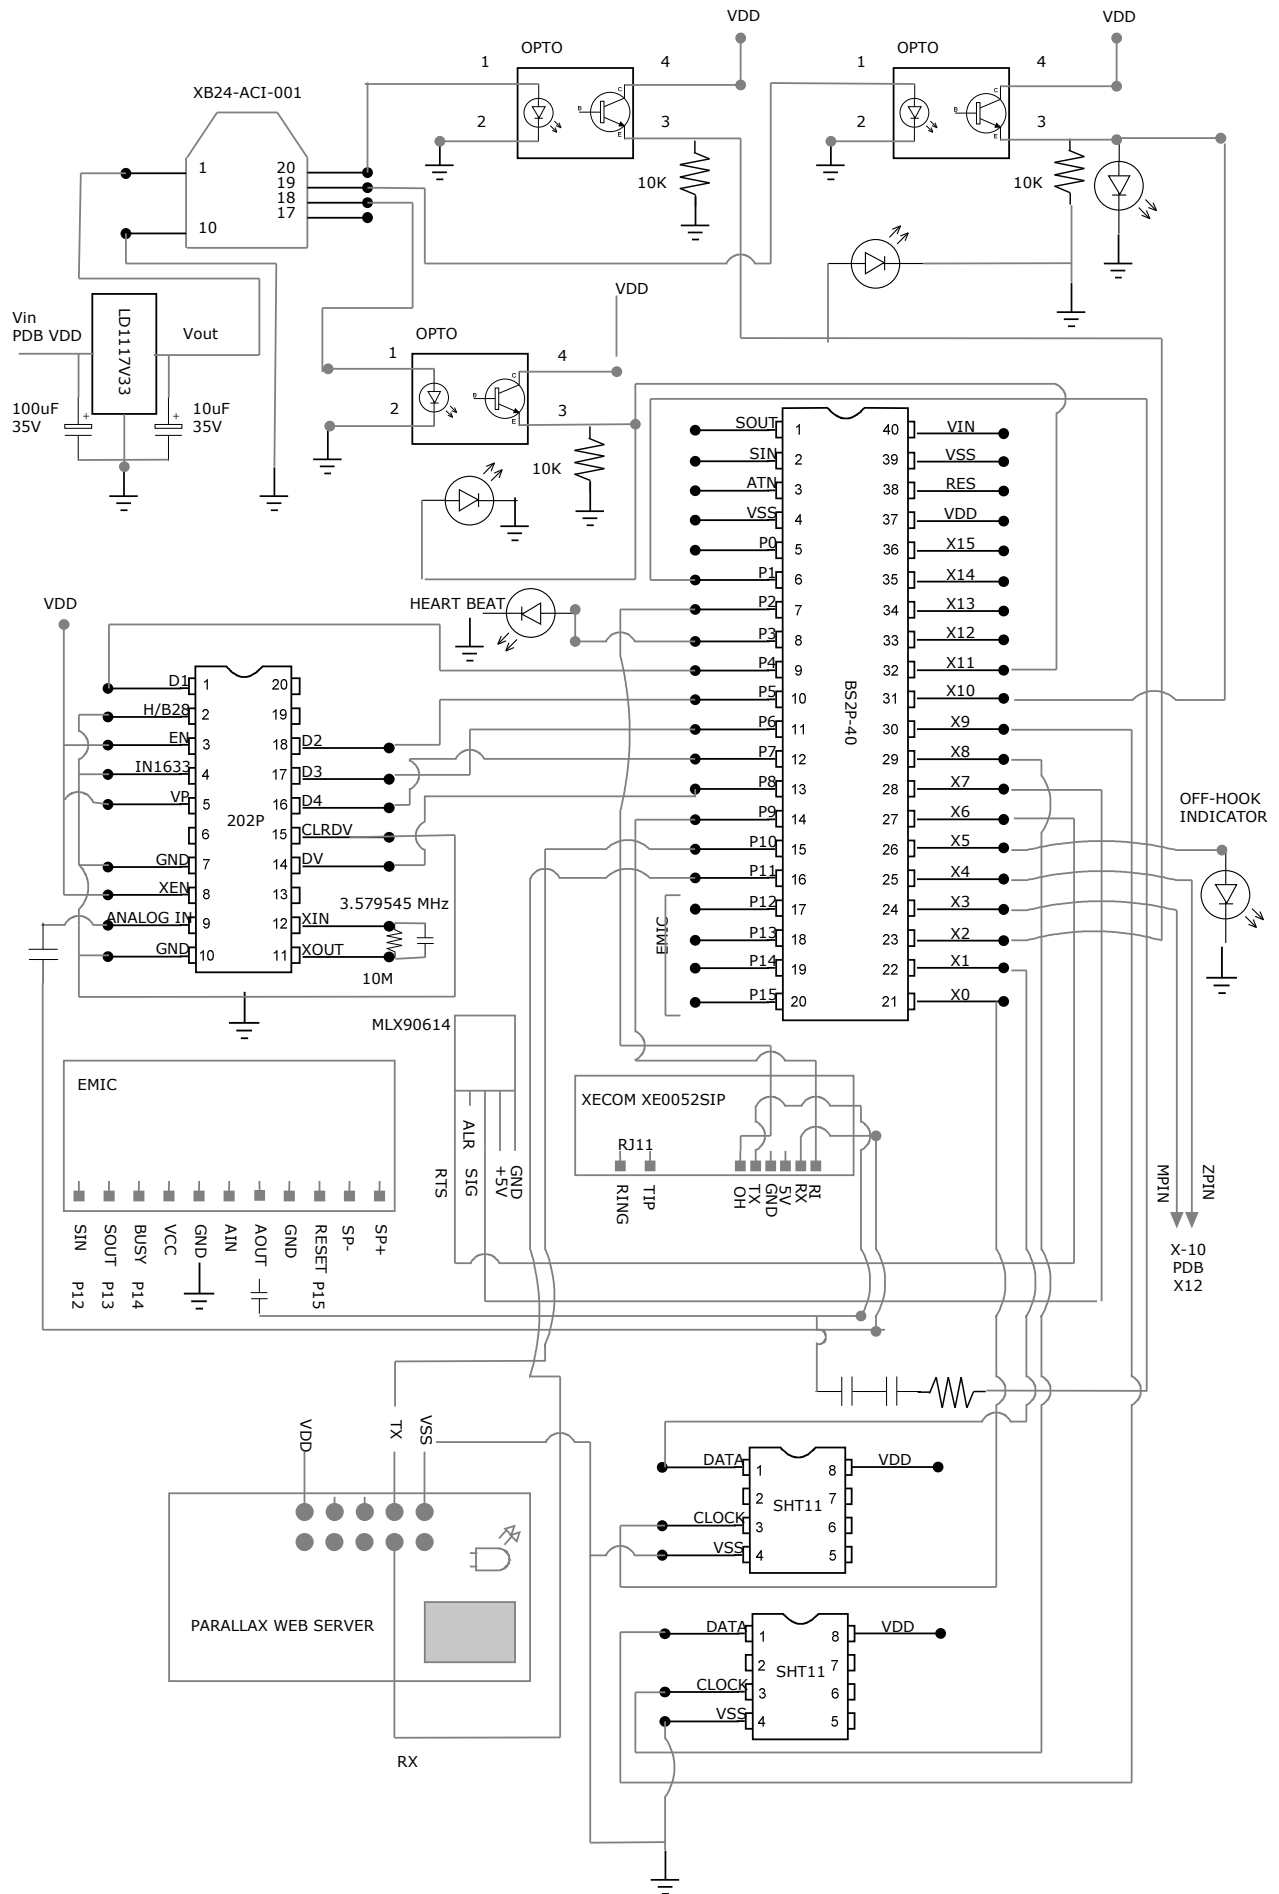 VDD
VDD
OPTO
OPTO
1
4
1
4
XB24-ACI-001
2
3
2
3
1
20
19
18
17
10
10K
10K
C
B
E
C
B
E
VDD
Vin
PDB VDD
LD1117V33
Vout
OPTO
1
4
C
B
E
2
3
100uF
35V
+
+
10uF
35V
10K
SOUT 1
40 VIN
SIN 2
39 VSS
ATN 3
38 RES
VSS 4
37 VDD
P0 5
36 X15
P1 6
35 X14
P2 7
34 X13
P3 8
33 X12
P4 9
32 X11
P5 10
31 X10
P6 11
30 X9
P7 12
29 X8
P8 13
28 X7
P9 14
27 X6
P10 15
26 X5
P11 16
25 X4
P12 17
24 X3
P13 18
23 X2
P14 19
22 X1
P15 20
21 X0
BS2P-40
EMIC
HEART BEAT
VDD
D1 1
20
H/B28 2
19
EN 3
18 D2
IN1633 4
17 D3
VP 5
16 D4
6
15 CLRDV
GND 7
14 DV
XEN 8
13
ANALOG IN 9
12 XIN
GND 10
11 XOUT
202P
3.579545 MHz
10M
OFF-HOOK
INDICATOR
MLX90614
RTS
ALR
SIG
+5V
GND
EMIC
SIN
SOUT
BUSY
VCC
GND
AIN
AOUT
GND
RESET
SP-
SP+
P12
P13
P14
P15
XECOM XE0052SIP
RJ11
RING
TIP
OH
TX
GND
5V
RX
RI
MPIN
ZPIN
X-10
PDB
X12
VDD
TX
VSS
PARALLAX WEB SERVER
RX
DATA 1
8 VDD
2
7
CLOCK 3
6
VSS 4
5
SHT11
DATA 1
8 VDD
2
7
CLOCK 3
6
VSS 4
5
SHT11